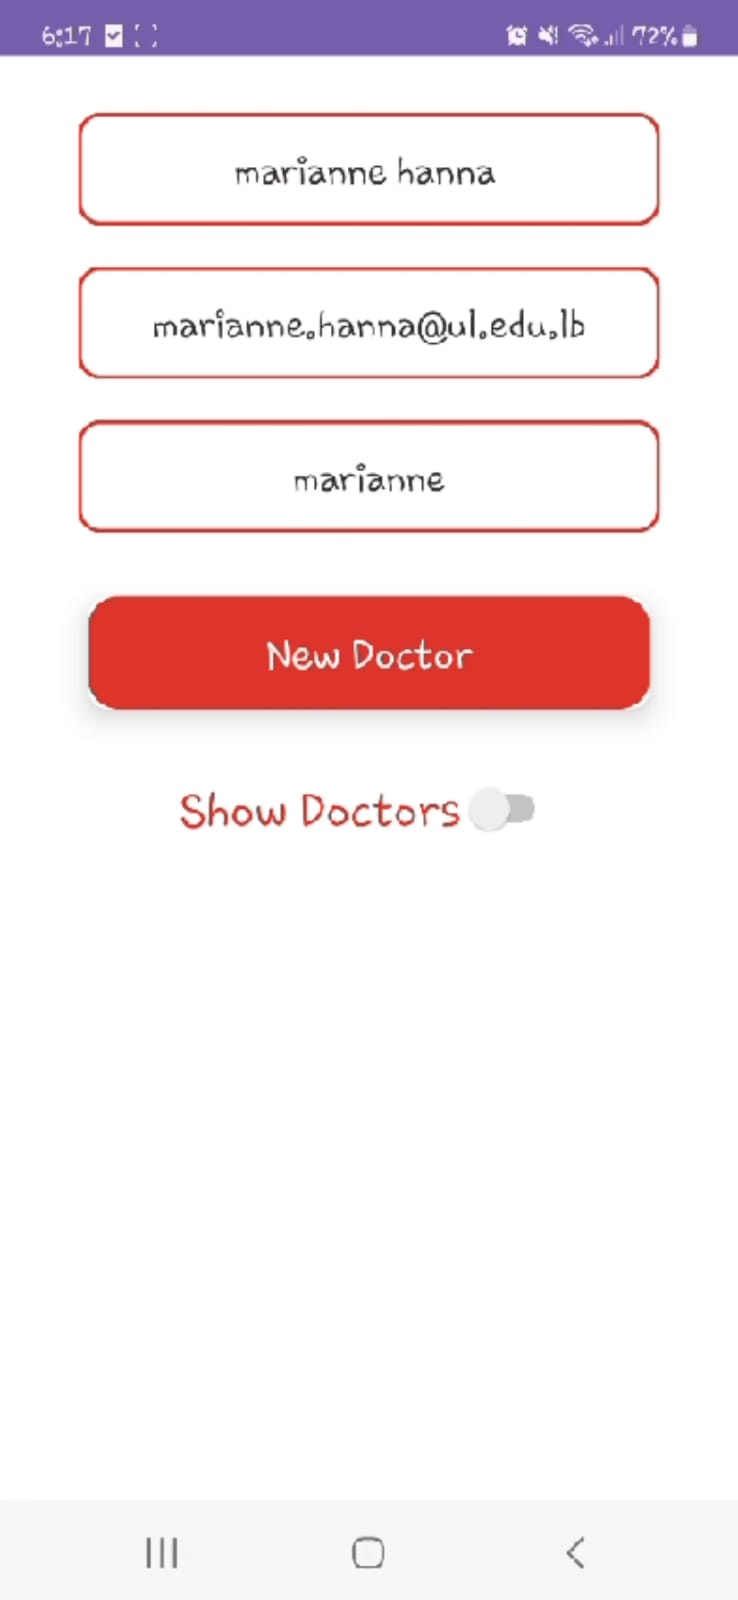 6:17 72%
marianne hanna
marianne.hanna@ul.edu.lb
marianne
New Doctor
Show Doctors